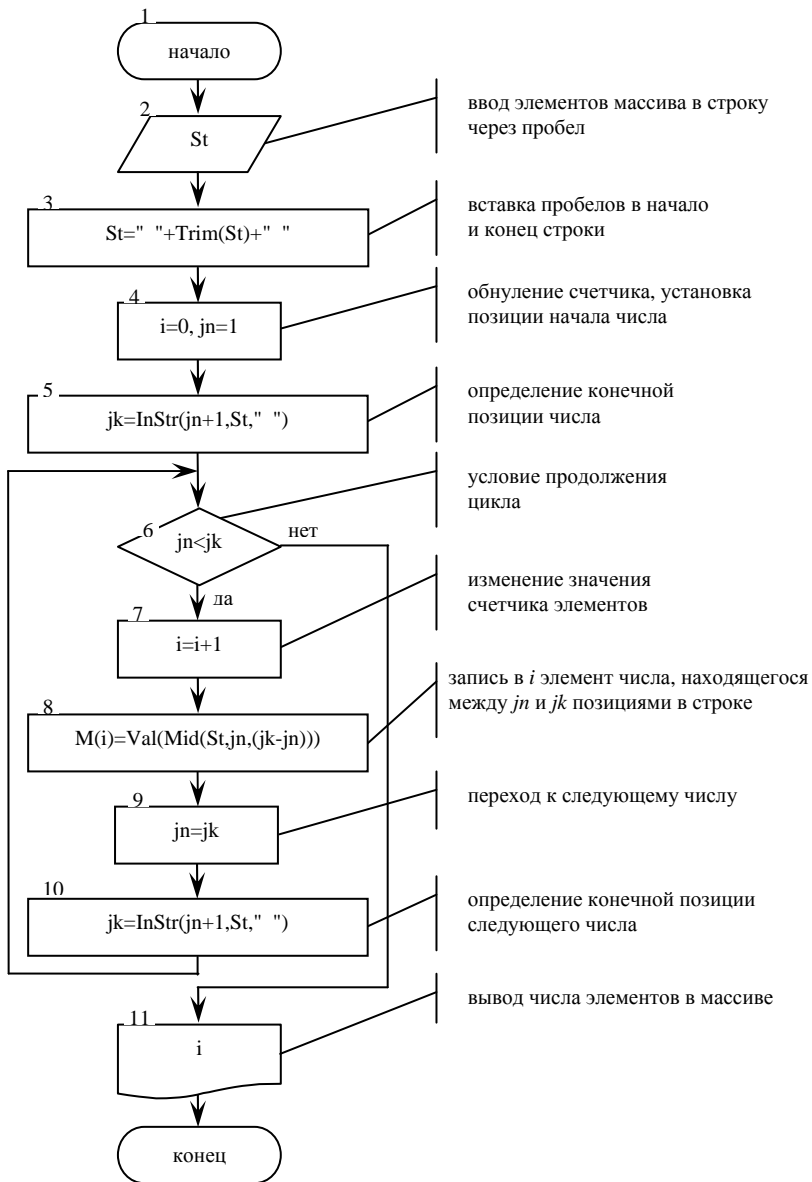 1
начало
2
St
ввод элементов массива в строку
через пробел
3
St=" "+Trim(St)+" "
вставка пробелов в начало
и конец строки
4
i=0, jn=1
обнуление счетчика, установка
позиции начала числа
5
jk=InStr(jn+1,St," ")
определение конечной
позиции числа
6
jn<jk
нет
да
условие продолжения
цикла
7
i=i+1
изменение значения
счетчика элементов
8
M(i)=Val(Mid(St,jn,(jk-jn)))
запись в i элемент числа, находящегося
между jn и jk позициями в строке
9
jn=jk
переход к следующему числу
10
jk=InStr(jn+1,St," ")
определение конечной позиции
следующего числа
11
i
вывод числа элементов в массиве
конец